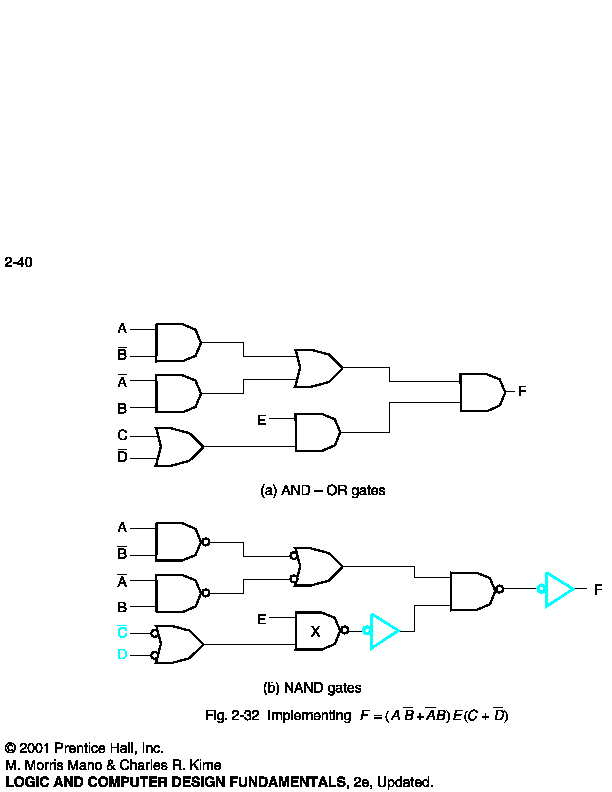 2-40
A
B̅
A̅
B
C
D̅
E
F
(a) AND – OR gates
A
B̅
A̅
B
C̅
D
E
X
F
(b) NAND gates
Fig. 2-32 Implementing F = (A B̅ + A̅B) E(C + D̅)
© 2001 Prentice Hall, Inc.
M. Morris Mano & Charles R. Kime
LOGIC AND COMPUTER DESIGN FUNDAMENTALS, 2e, Updated.